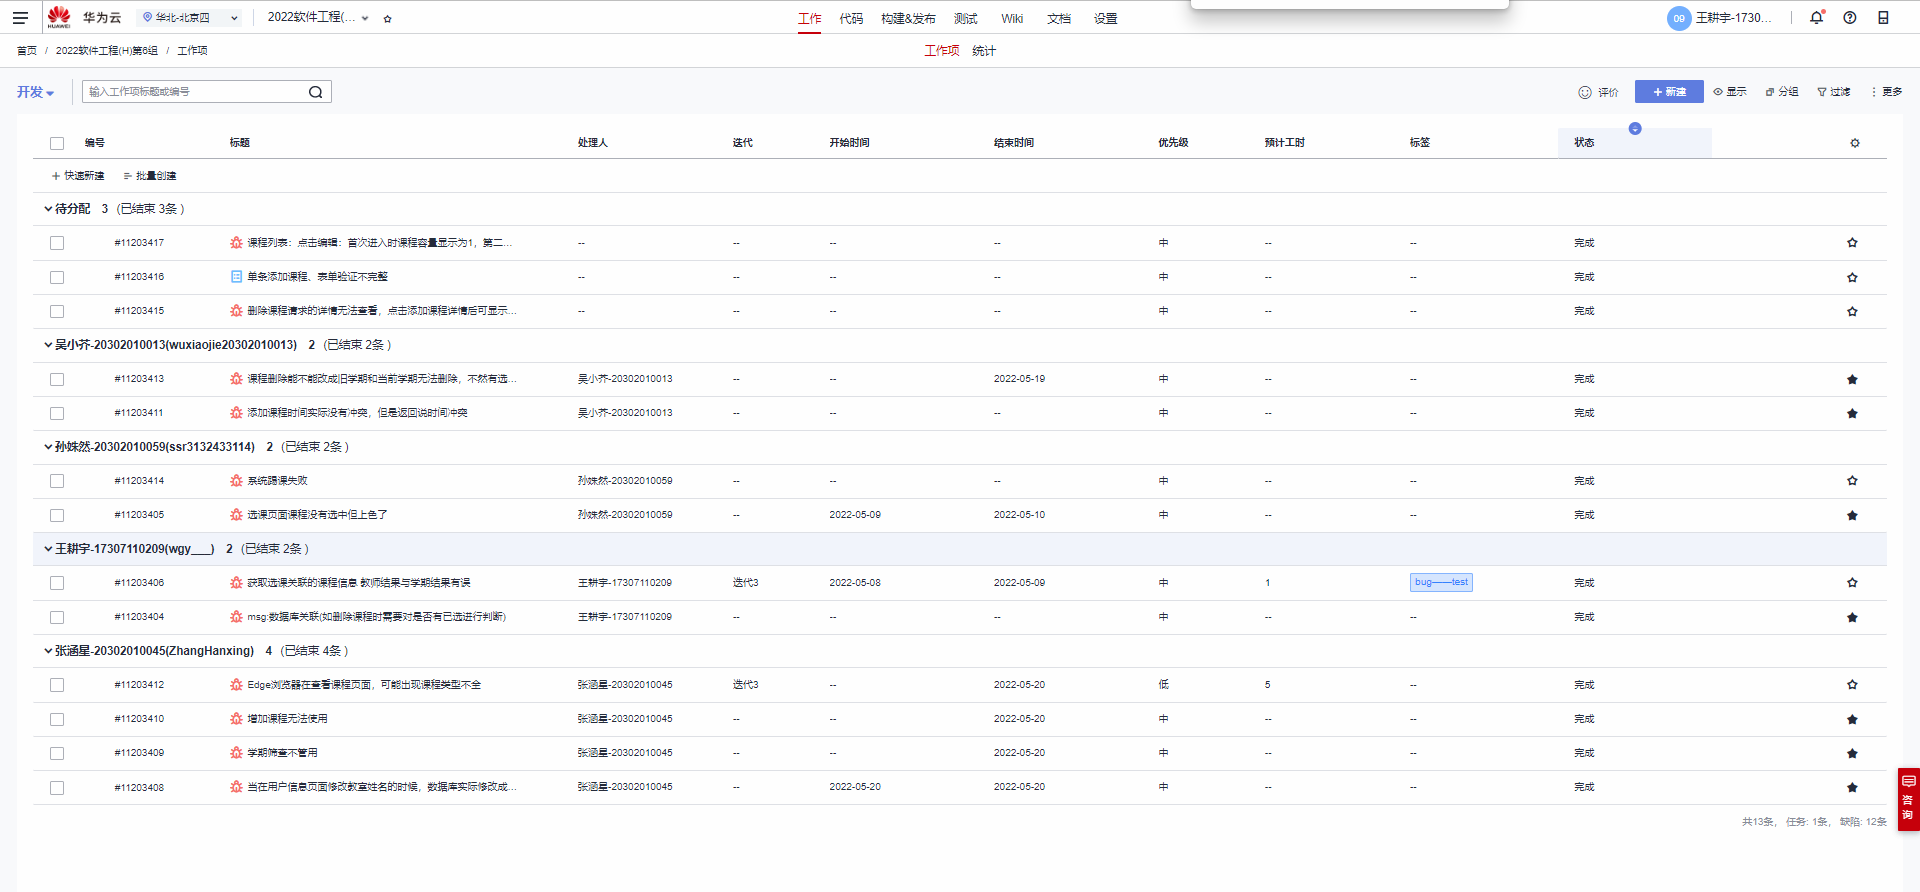 HUAWEI 华为云 华北-北京四 2022软件工程(... 工作 代码 构建&发布 测试 Wiki 文档 设置 09 王耕宇-1730...
首页 / 2022软件工程(H)第6组 / 工作项 工作项 统计
开发 输入工作项标题或编号 评价 + 新建 显示 分组 过滤 更多
编号 标题 处理人 迭代 开始时间 结束时间 优先级 预计工时 标签 状态
+ 快速新建 批量创建
待分配 3 (已结束 3条 )
#11203417 课程列表：点击编辑：首次进入时课程容量显示为1，第二... -- -- -- -- 中 -- -- 完成
#11203416 单条添加课程、表单验证不完整 -- -- -- -- 中 -- -- 完成
#11203415 删除课程请求的详情无法查看，点击添加课程详情后可显示... -- -- -- -- 中 -- -- 完成
吴小芥-20302010013(wuxiaojie20302010013) 2 (已结束 2条 )
#11203413 课程删除能不能改成旧学期和当前学期无法删除，不然有选... 吴小芥-20302010013 -- -- 2022-05-19 中 -- -- 完成
#11203411 添加课程时间实际没有冲突，但是返回说时间冲突 吴小芥-20302010013 -- -- -- 中 -- -- 完成
孙姝然-20302010059(ssr3132433114) 2 (已结束 2条 )
#11203414 系统踢课失败 孙姝然-20302010059 -- -- -- 中 -- -- 完成
#11203405 选课页面课程没有选中但上色了 孙姝然-20302010059 -- 2022-05-09 2022-05-10 中 -- -- 完成
王耕宇-17307110209(wgy___) 2 (已结束 2条 )
#11203406 获取选课关联的课程信息 教师结果与学期结果有误 王耕宇-17307110209 迭代3 2022-05-08 2022-05-09 中 1 bug——test 完成
#11203404 msg:数据库关联(如删除课程时需要对是否有已选进行判断) 王耕宇-17307110209 -- -- -- 中 -- -- 完成
张涵星-20302010045(ZhangHanxing) 4 (已结束 4条 )
#11203412 Edge浏览器在查看课程页面，可能出现课程类型不全 张涵星-20302010045 迭代3 -- 2022-05-20 低 5 -- 完成
#11203410 增加课程无法使用 张涵星-20302010045 -- -- 2022-05-20 中 -- -- 完成
#11203409 学期筛查不管用 张涵星-20302010045 -- -- 2022-05-20 中 -- -- 完成
#11203408 当在用户信息页面修改教室姓名的时候，数据库实际修改成... 张涵星-20302010045 -- 2022-05-20 2022-05-20 中 -- -- 完成
共13条， 任务: 1条， 缺陷: 12条
咨询